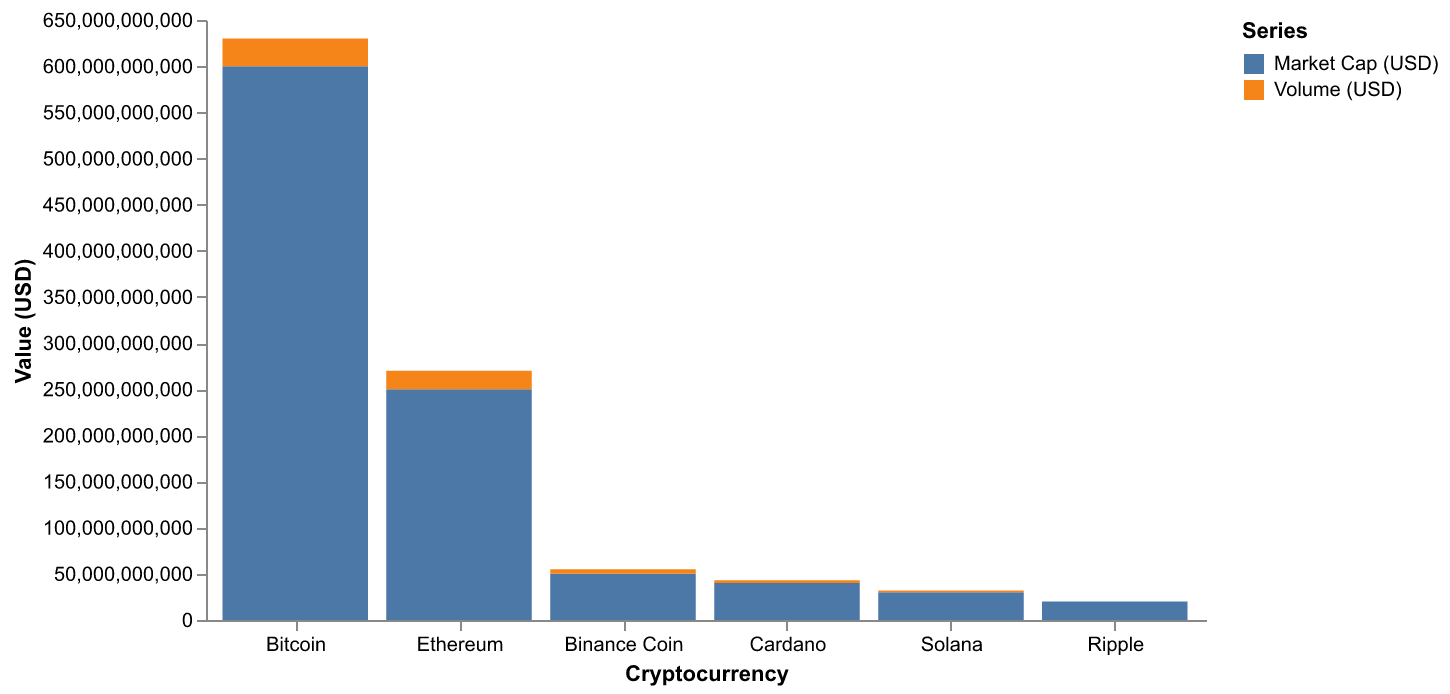 650,000,000,000
600,000,000,000
550,000,000,000
500,000,000,000
450,000,000,000
400,000,000,000
350,000,000,000
300,000,000,000
250,000,000,000
200,000,000,000
150,000,000,000
100,000,000,000
50,000,000,000
0
Value (USD)
Bitcoin
Ethereum
Binance Coin
Cardano
Solana
Ripple
Cryptocurrency
Series
Market Cap (USD)
Volume (USD)